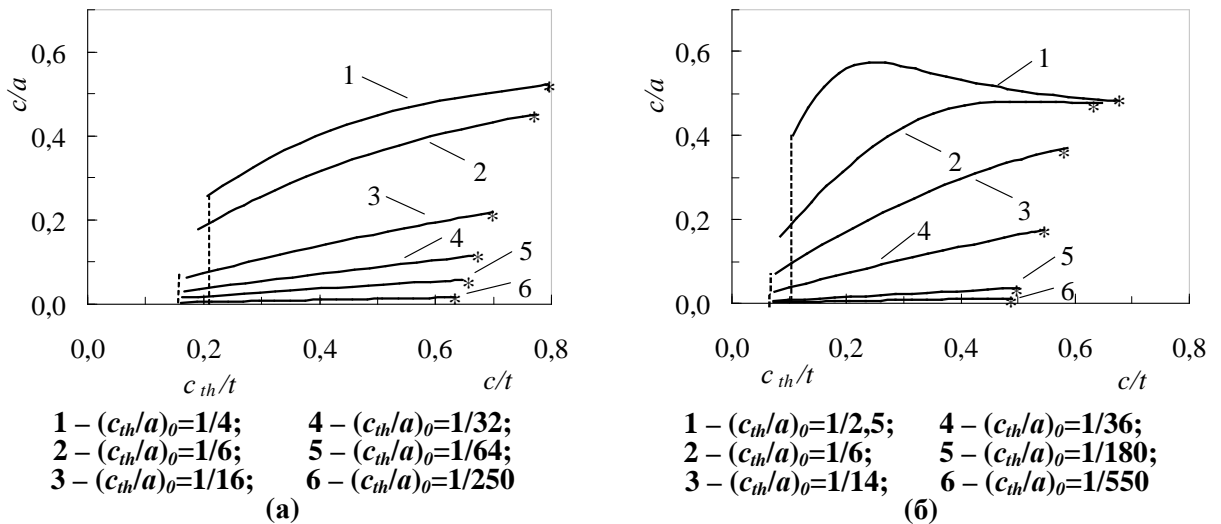 0,6
0,4
0,2
0,0
c/a
1
2
3
4
5
6
0,0 0,2 0,4 0,6 0,8
c th/t c/t
1 – (cth/a)0=1/4; 4 – (cth/a)0=1/32;
2 – (cth/a)0=1/6; 5 – (cth/a)0=1/64;
3 – (cth/a)0=1/16; 6 – (cth/a)0=1/250
(а)
0,6
0,4
0,2
0,0
c/a
1
2
3
4
5
6
0,0 0,2 0,4 0,6 0,8
c th/t c/t
1 – (cth/a)0=1/2,5; 4 – (cth/a)0=1/36;
2 – (cth/a)0=1/6; 5 – (cth/a)0=1/180;
3 – (cth/a)0=1/14; 6 – (cth/a)0=1/550
(б)